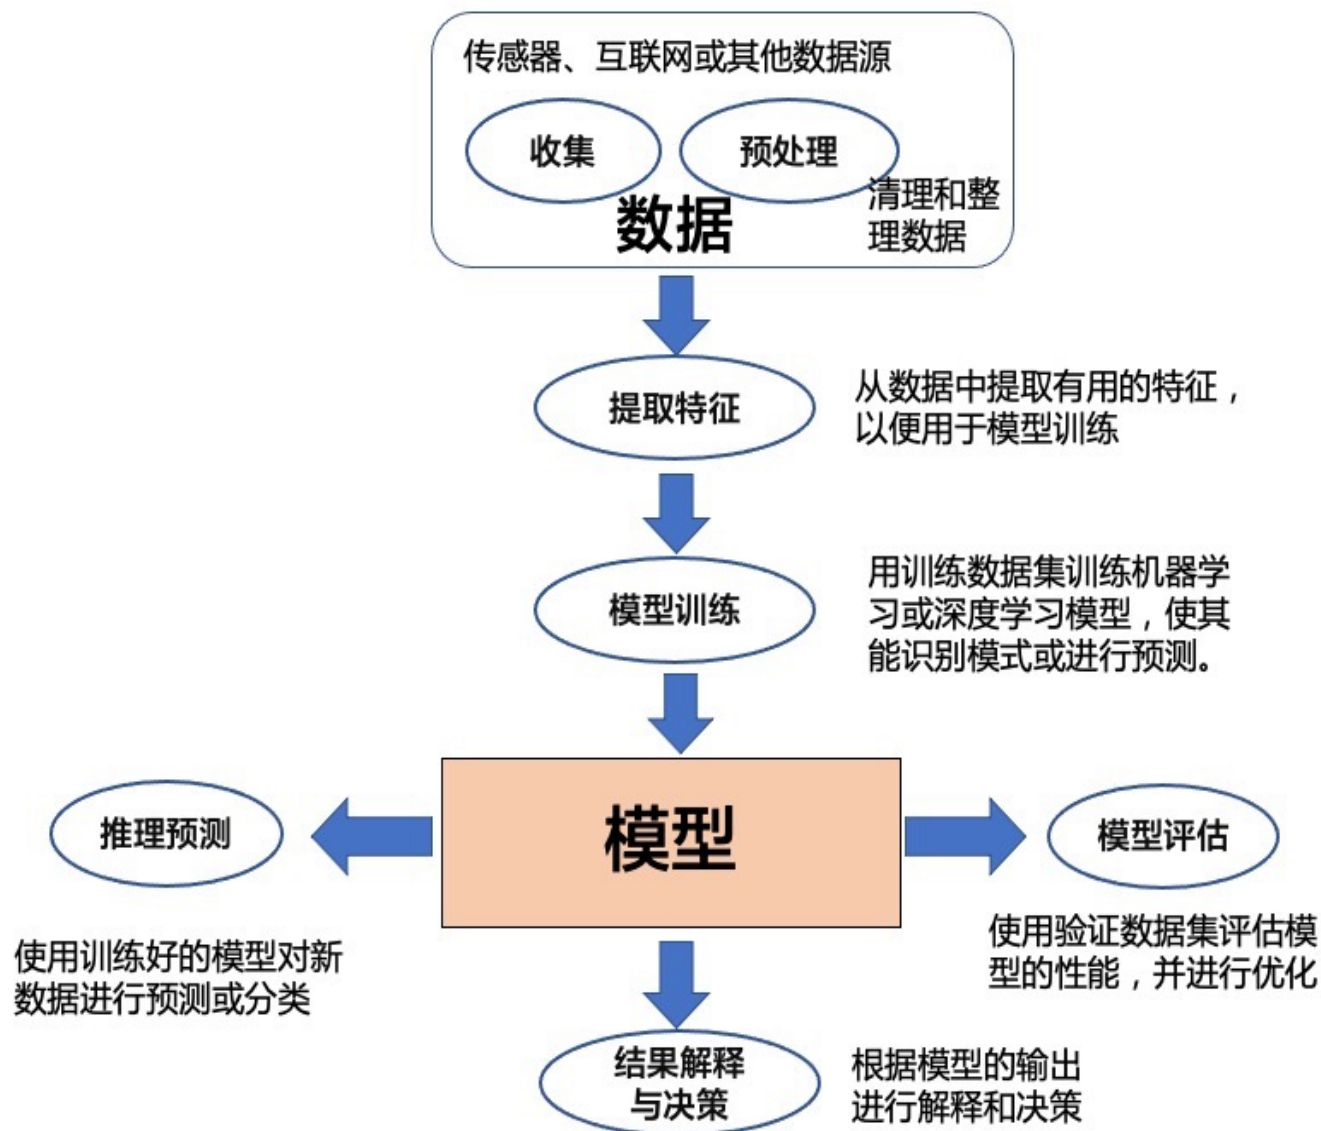 传感器、互联网或其他数据源
收集
预处理
数据
清理和整
理数据
提取特征
从数据中提取有用的特征，
以便用于模型训练
模型训练
用训练数据集训练机器学
习或深度学习模型，使其
能识别模式或进行预测。
推理预测
模型
模型评估
使用训练好的模型对新
数据进行预测或分类
使用验证数据集评估模
型的性能，并进行优化
结果解释
与决策
根据模型的输出
进行解释和决策